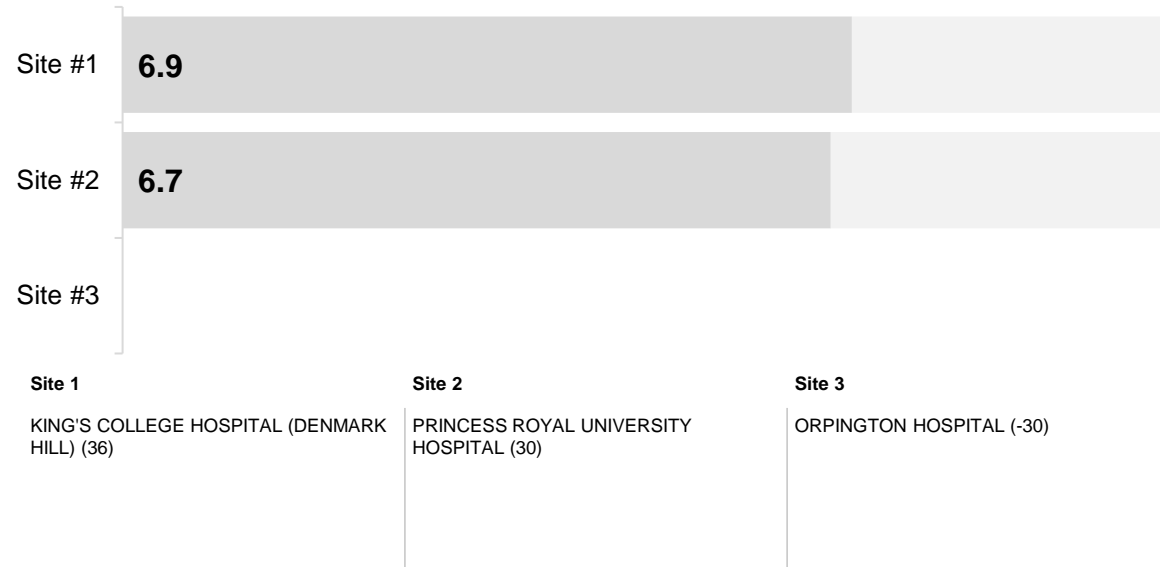 Site #1 6.9
Site #2 6.7
Site #3
Site 1
KING'S COLLEGE HOSPITAL (DENMARK
HILL) (36)
Site 2
PRINCESS ROYAL UNIVERSITY
HOSPITAL (30)
Site 3
ORPINGTON HOSPITAL (-30)